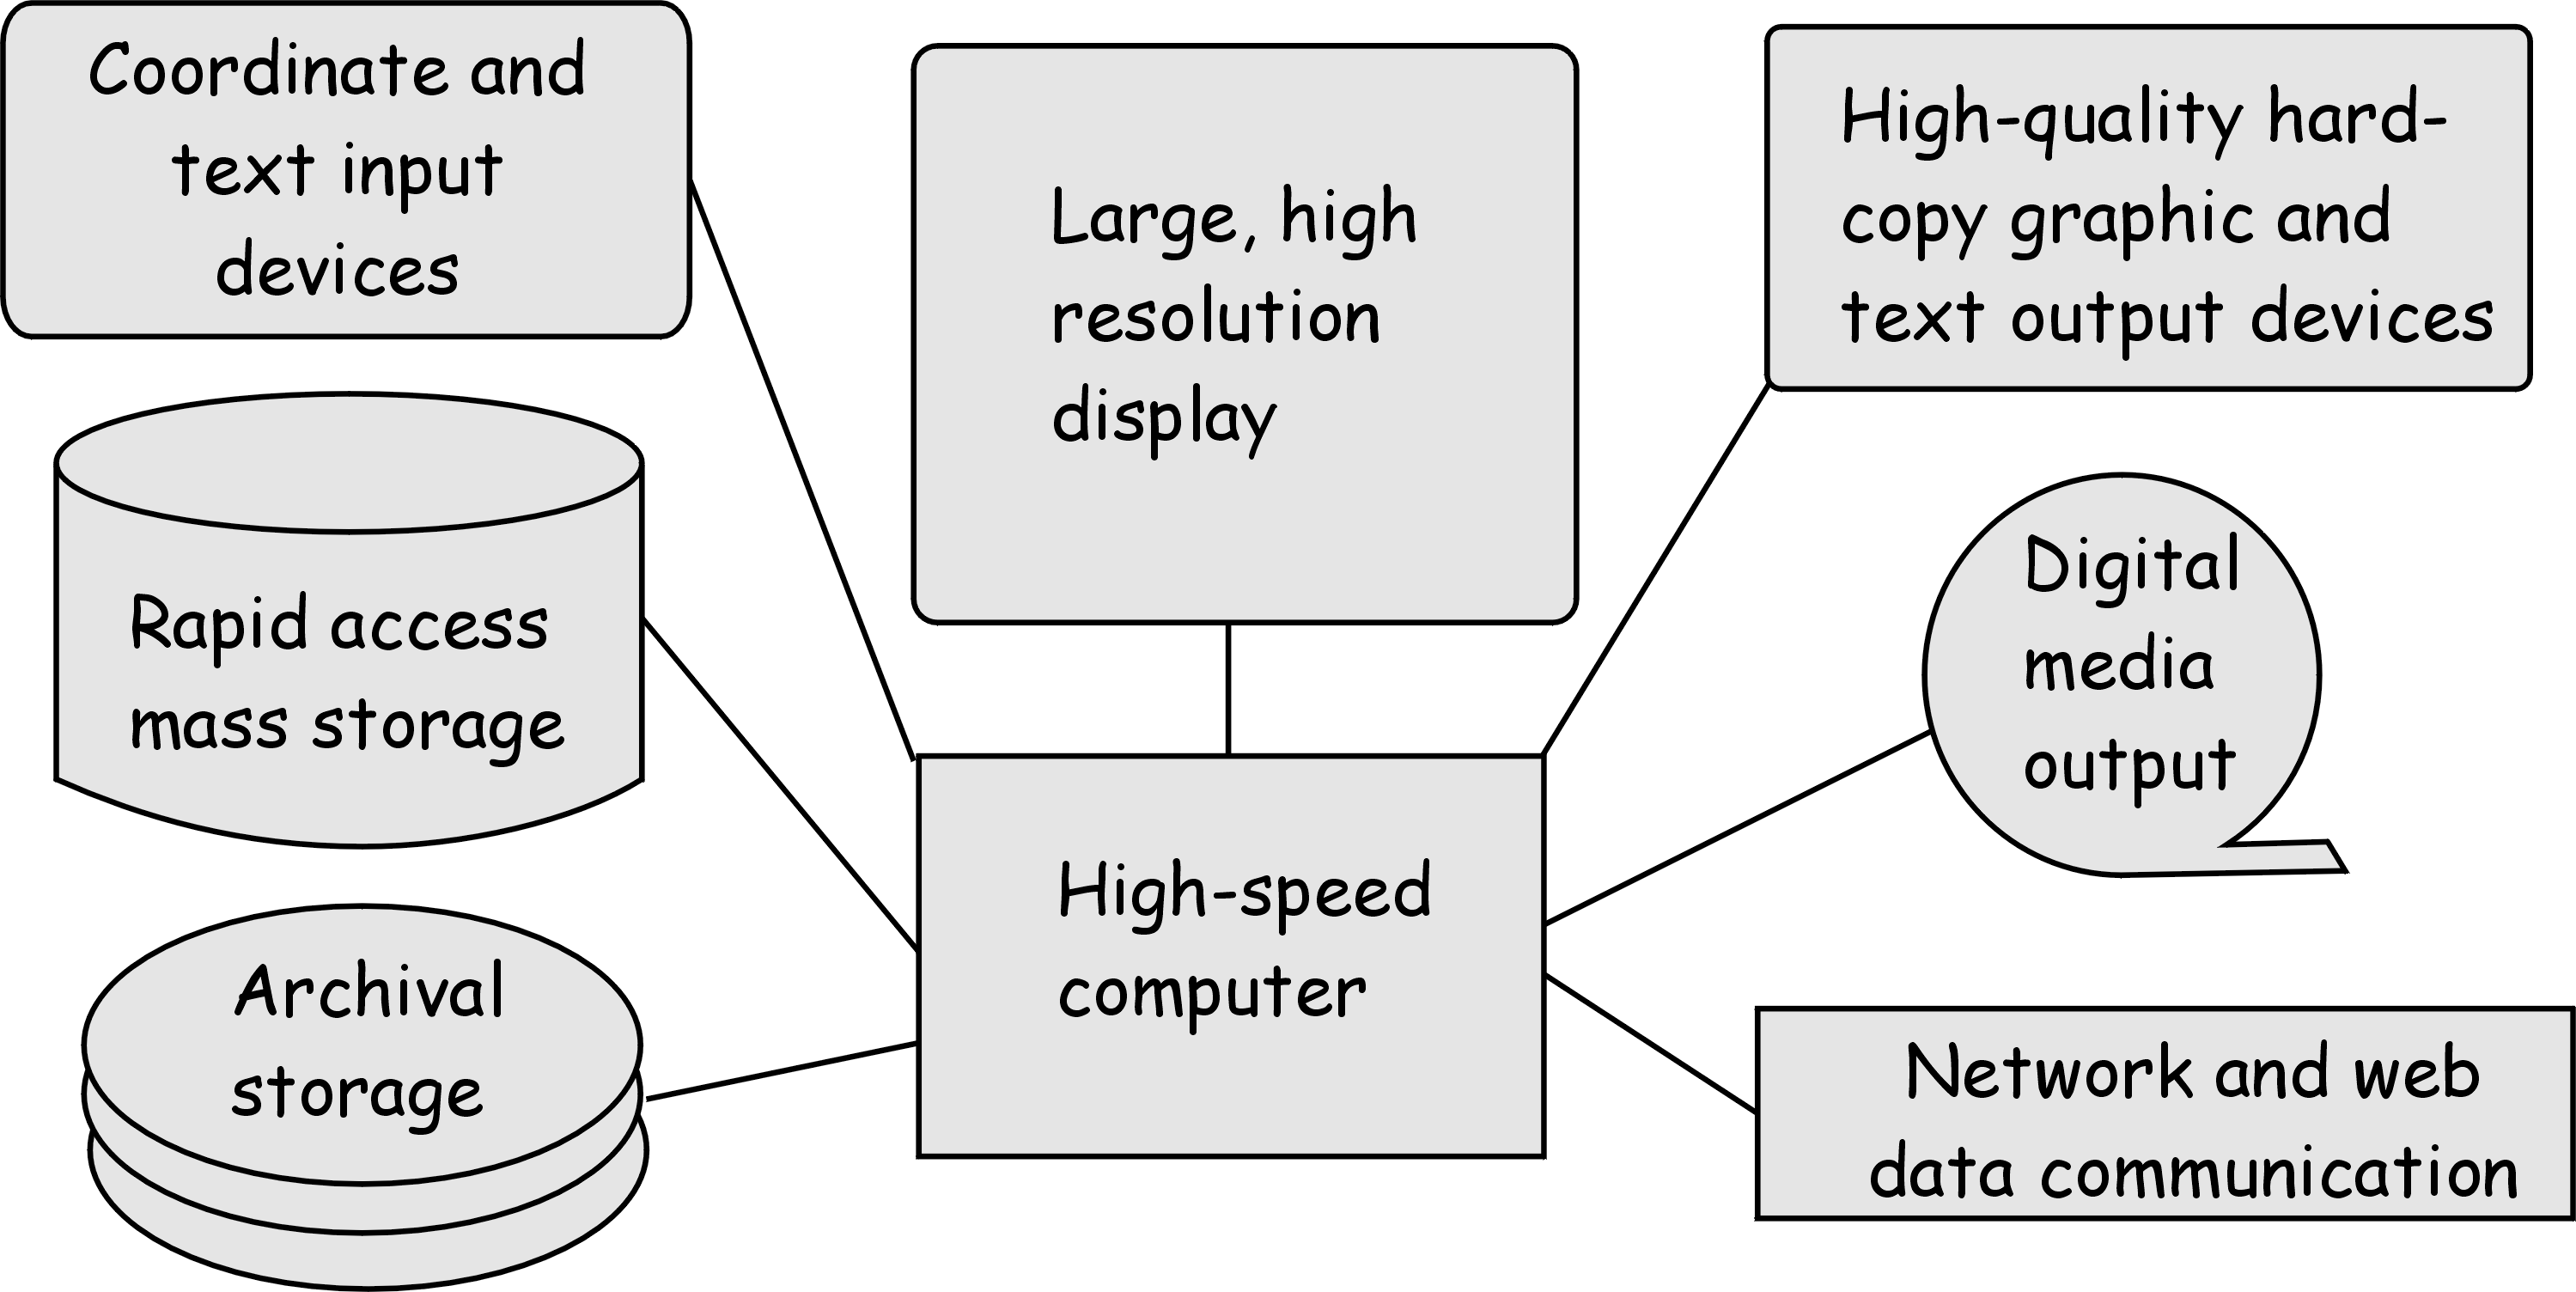 Coordinate and
text input
devices
Large, high
resolution
display
High-quality hard-
copy graphic and
text output devices
Rapid access
mass storage
Digital
media
output
High-speed
computer
Archival
storage
Network and web
data communication